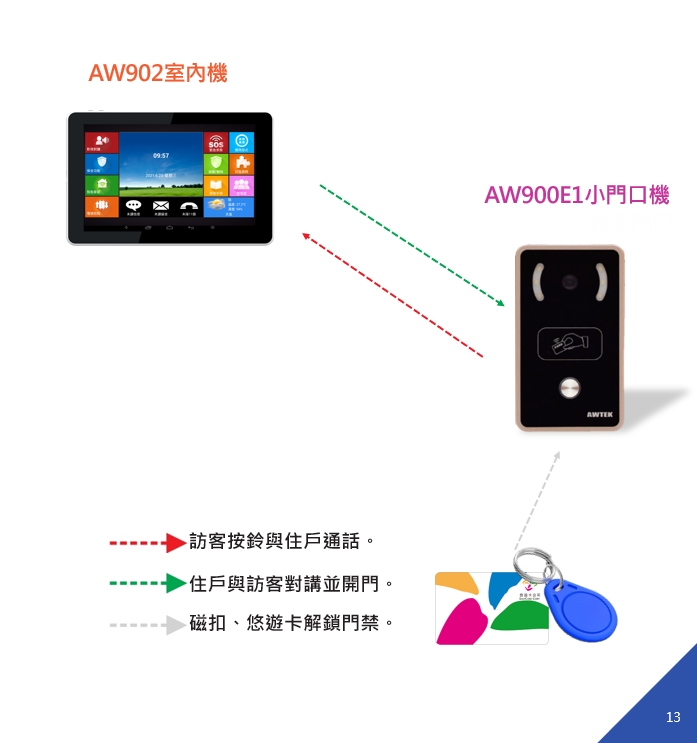 AW902室內機
09:57
SOS
AW900E1小門口機
AWTEK
訪客按鈴與住戶通話。
住戶與訪客對講並開門。
磁扣、悠遊卡解鎖門禁。
13